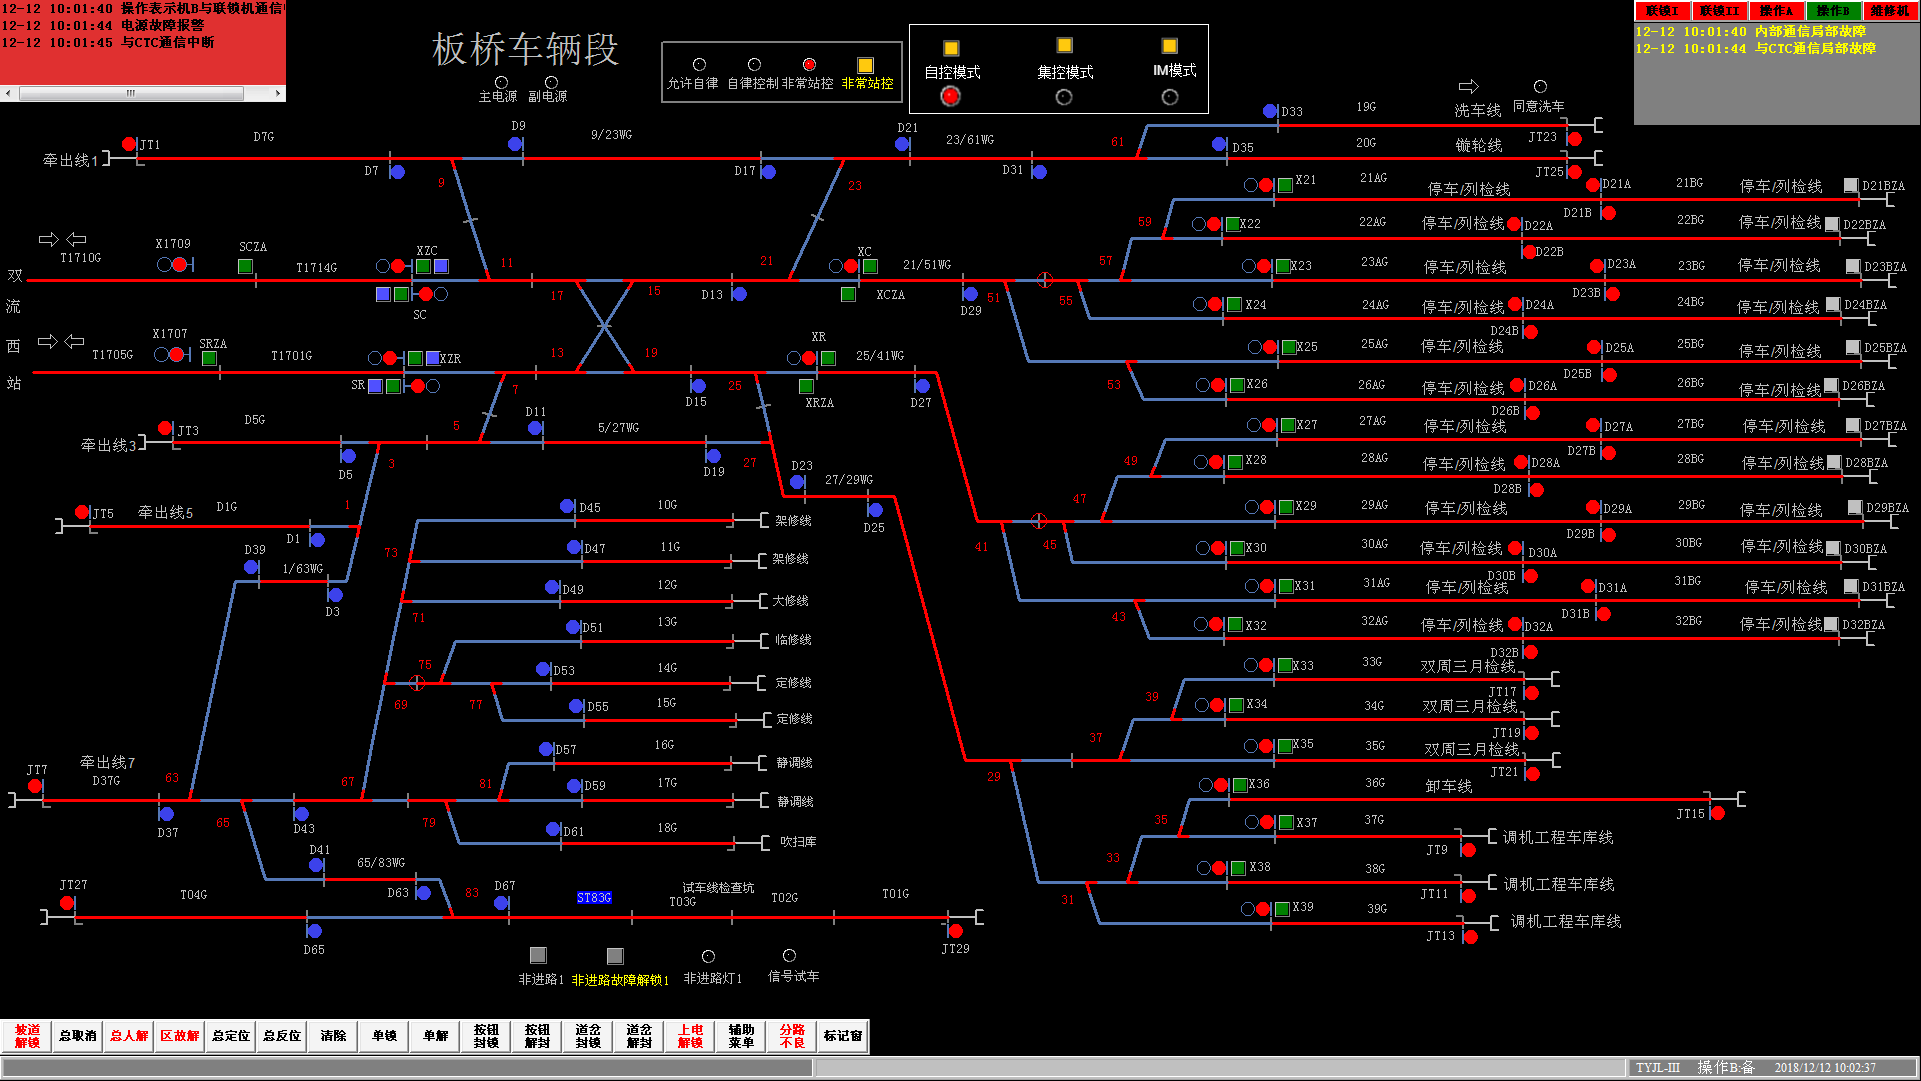 12-12 10:01:40 操作表示机B与联锁机通信
12-12 10:01:44 电源故障报警
12-12 10:01:45 与CTC通信中断
板桥车辆段
主电源 副电源
允许自律 自律控制 非常站控 非常站控
自控模式 集控模式 IM模式
联锁I 联锁II 操作A 操作B 维修机
12-12 10:01:40 内部通信局部故障
12-12 10:01:44 与CTC通信局部故障
洗车线 同意洗车
D33 19G JT23
61 D35 20G 镟轮线 JT25
牵出线1 JT1 D7G D7 D9 9/23WG D17 D21 23/61WG D31
9 23
X21 21AG 停车/列检线 D21A D21B 21BG 停车/列检线 D21BZA
59 X22 22AG 停车/列检线 D22A D22B 22BG 停车/列检线 D22BZA
57 X23 23AG 停车/列检线 D23A D23B 23BG 停车/列检线 D23BZA
55 X24 24AG 停车/列检线 D24A D24B 24BG 停车/列检线 D24BZA
X25 25AG 停车/列检线 D25A D25B 25BG 停车/列检线 D25BZA
53 X26 26AG 停车/列检线 D26A D26B 26BG 停车/列检线 D26BZA
X27 27AG 停车/列检线 D27A D27B 27BG 停车/列检线 D27BZA
49 X28 28AG 停车/列检线 D28A D28B 28BG 停车/列检线 D28BZA
47 X29 29AG 停车/列检线 D29A D29B 29BG 停车/列检线 D29BZA
45 X30 30AG 停车/列检线 D30A D30B 30BG 停车/列检线 D30BZA
41 X31 31AG 停车/列检线 D31A D31B 31BG 停车/列检线 D31BZA
43 X32 32AG 停车/列检线 D32A D32B 32BG 停车/列检线 D32BZA
X33 33G 双周三月检线 JT17
39 X34 34G 双周三月检线 JT19
37 X35 35G 双周三月检线 JT21
29 X36 36G 卸车线 JT15
35 X37 37G JT9 调机工程车库线
33 X38 38G JT11 调机工程车库线
31 X39 39G JT13 调机工程车库线
双
流
西
站
T1710G X1709 SCZA T1714G XZC SC 11 17 15 D13 21 XC XCZA 21/51WG D29 51
T1705G X1707 SRZA T1701G XZR SR 7 13 19 D15 25 XR XRZA 25/41WG D27
牵出线3 JT3 D5G D5 3 5 D11 5/27WG D19 27
D23 27/29WG D25
牵出线5 JT5 D1G D1 1
D39 1/63WG D3
73 D45 10G 架修线
D47 11G 架修线
71 D49 12G 大修线
D51 13G 临修线
69 75 D53 14G 定修线
77 D55 15G 定修线
D57 16G 静调线
牵出线7 JT7 D37G D37 63 65 D43 67 81 D59 17G 静调线
79 D61 18G 吹扫库
D41 65/83WG D63 83
JT27 T04G D65 D67 ST83G 试车线检查坑 T03G T02G T01G JT29
非进路1 非进路故障解锁1 非进路灯1 信号试车
坡道解锁 总取消 总人解 区故解 总定位 总反位 清除 单锁 单解 按钮封锁 按钮解封 道岔封锁 道岔解封 上电解锁 辅助菜单 分路不良 标记窗
TYJL-III 操作B:备 2018/12/12 10:02:37